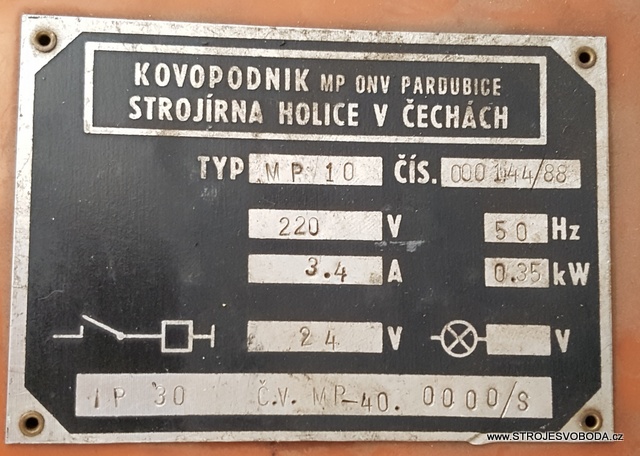 KOVOPODNIK MP ONV PARDUBICE
STROJÍRNA HOLICE V ČECHÁCH
TYP MP 10 ČÍS. 000144/88
220 V 50 Hz
3.4 A 0.35 kW
24 V V
IP 30 Č.V. MP-40. 0000/S
www.STROJESVOBODA.cz